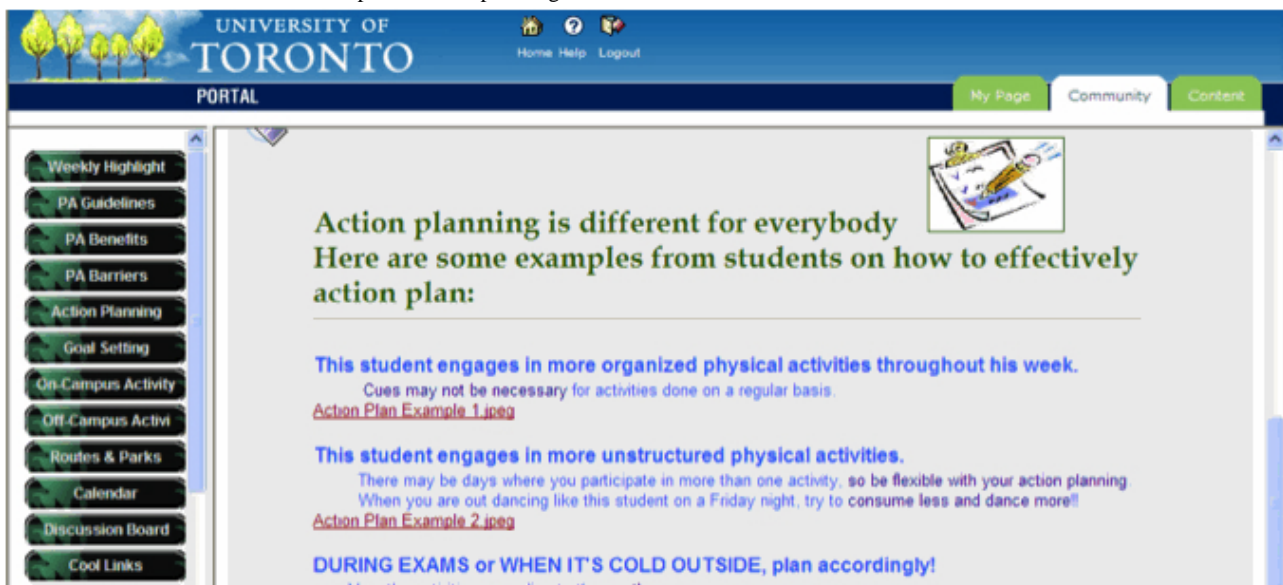 UNIVERSITY OF
TORONTO
Home Help Logout
PORTAL
My Page Community Content
Weekly Highlight
PA Guidelines
PA Benefits
PA Barriers
Action Planning
Goal Setting
On-Campus Activity
Off-Campus Activi
Routes & Parks
Calendar
Discussion Board
Cool Links
Action planning is different for everybody
Here are some examples from students on how to effectively
action plan:
This student engages in more organized physical activities throughout his week.
Cues may not be necessary for activities done on a regular basis.
Action Plan Example 1.jpeg
This student engages in more unstructured physical activities.
There may be days where you participate in more than one activity, so be flexible with your action planning.
When you are out dancing like this student on a Friday night, try to consume less and dance more!!
Action Plan Example 2.jpeg
DURING EXAMS or WHEN IT'S COLD OUTSIDE, plan accordingly!